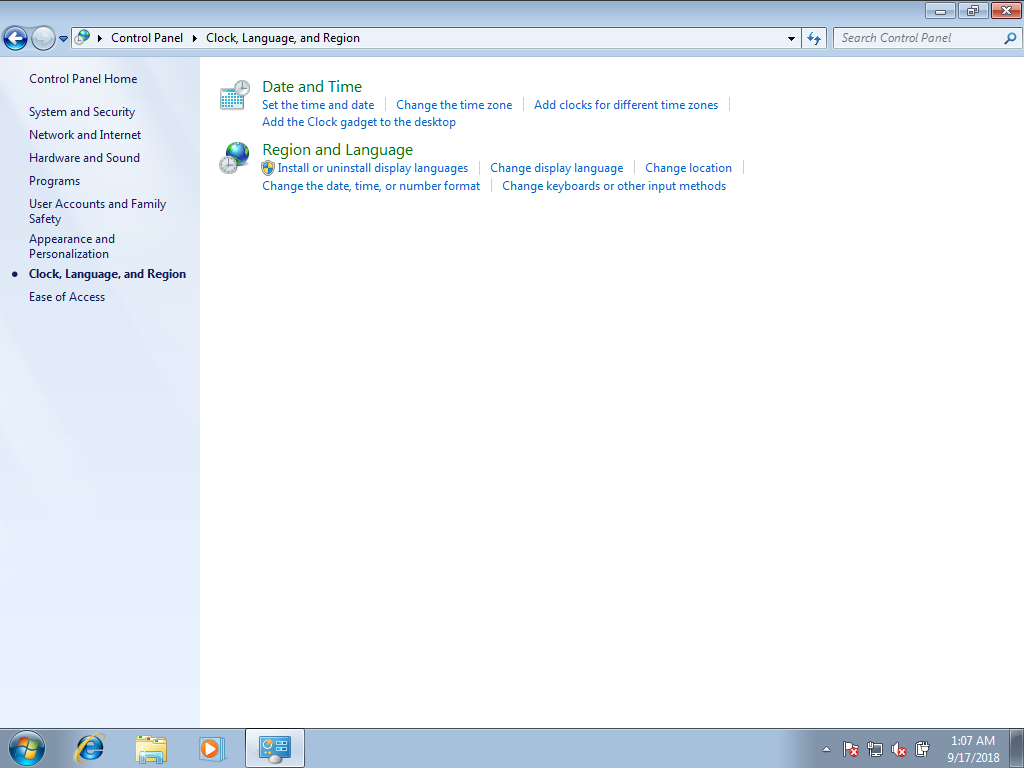 Control Panel
Clock, Language, and Region
Search Control Panel
Control Panel Home
System and Security
Network and Internet
Hardware and Sound
Programs
User Accounts and Family
Safety
Appearance and
Personalization
Clock, Language, and Region
Ease of Access
Date and Time
Set the time and date
Change the time zone
Add clocks for different time zones
Add the Clock gadget to the desktop
Region and Language
Install or uninstall display languages
Change display language
Change location
Change the date, time, or number format
Change keyboards or other input methods
1:07 AM
9/17/2018